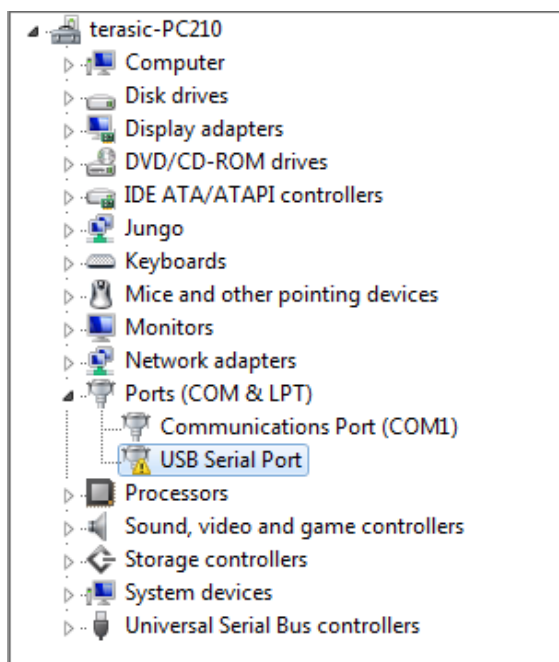 terasic-PC210
Computer
Disk drives
Display adapters
DVD/CD-ROM drives
IDE ATA/ATAPI controllers
Jungo
Keyboards
Mice and other pointing devices
Monitors
Network adapters
Ports (COM & LPT)
Communications Port (COM1)
USB Serial Port
Processors
Sound, video and game controllers
Storage controllers
System devices
Universal Serial Bus controllers